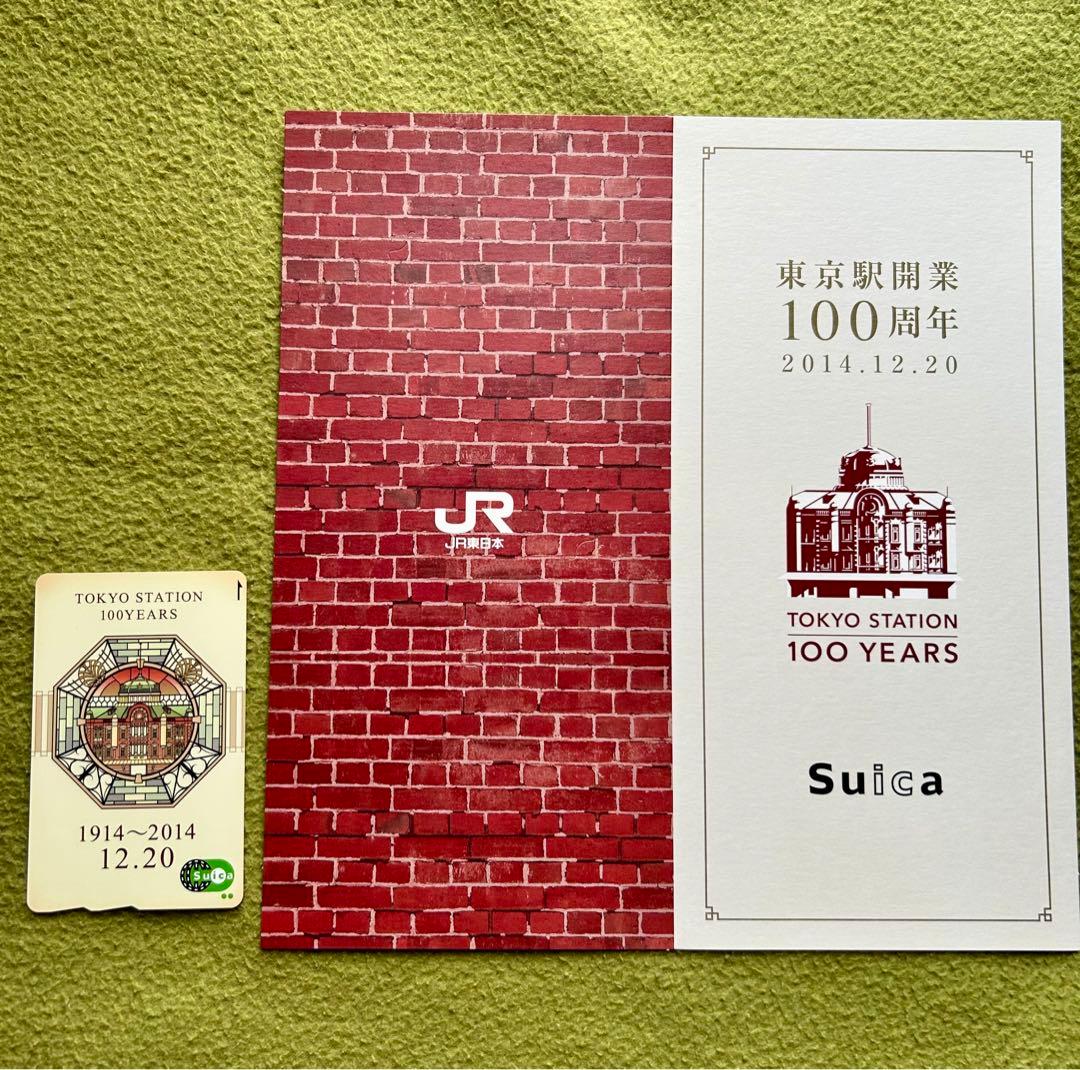 TOKYO STATION
100YEARS
1914～2014
12.20
Suica
JR
JR東日本
東京駅開業
100周年
2014.12.20
TOKYO STATION
100 YEARS
Suica